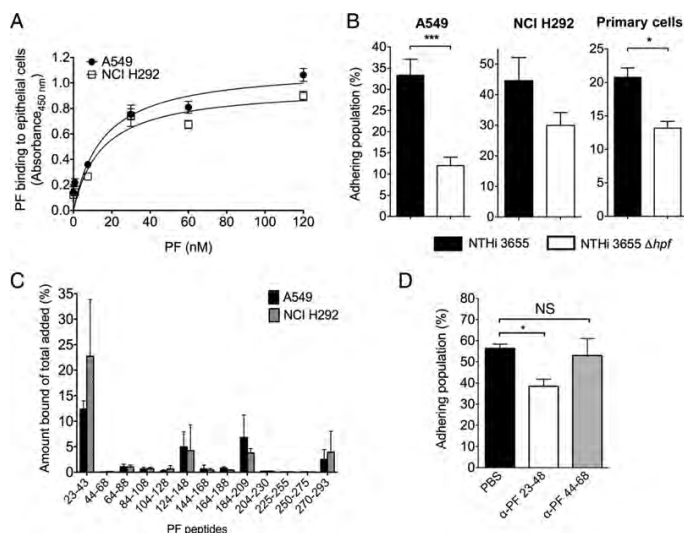 A
A549
NCI H292
PF binding to epithelial cells
(Absorbance450 nm)
1.2
1.0
0.8
0.6
0.4
0.2
0.0
0
20
40
60
80
100
120
PF (nM)
B
A549
NCI H292
Primary cells
***
*
Adhering population (%)
40
35
30
25
20
15
10
5
0
50
40
30
20
10
0
25
20
15
10
5
0
NTHi 3655
NTHi 3655 Δhpf
C
A549
NCI H292
Amount bound of total added (%)
35
30
25
20
15
10
5
0
23-43
44-68
64-88
84-108
104-128
124-148
144-168
164-188
184-209
204-230
225-255
250-275
270-293
PF peptides
D
NS
*
Adhering population (%)
80
70
60
50
40
30
20
10
0
PBS
α-PF 23-48
α-PF 44-68